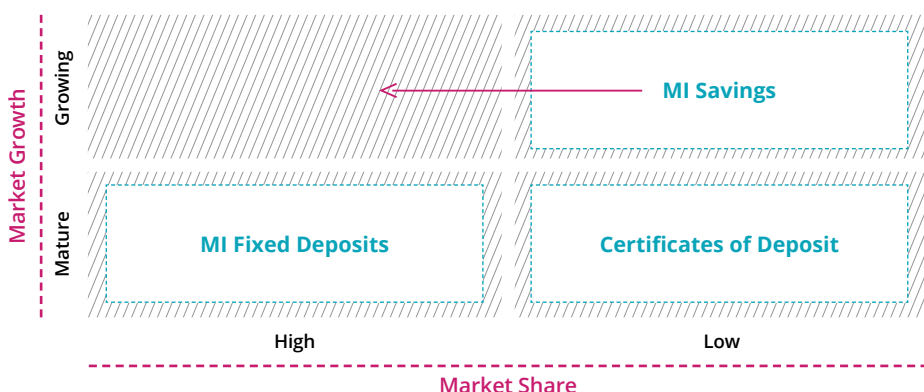 Market Growth
Growing
MI Savings
Mature
MI Fixed Deposits
Certificates of Deposit
High
Low
Market Share